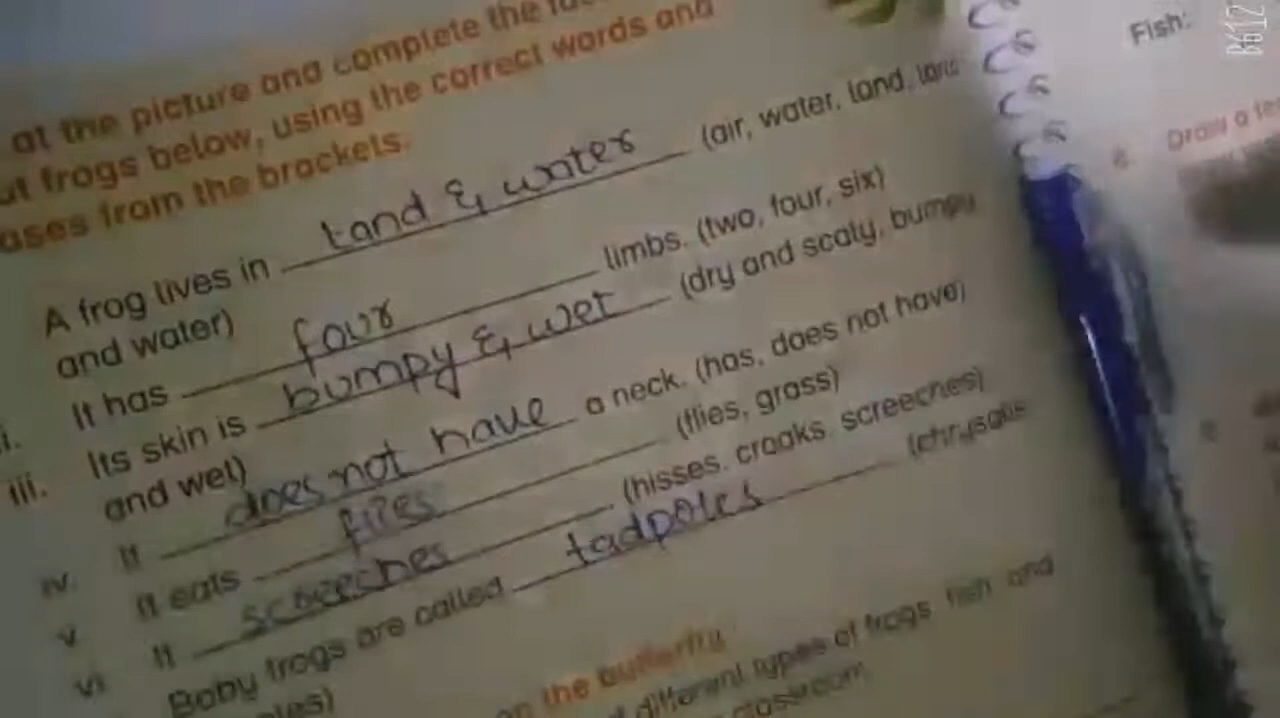 at the picture and complete the
frogs below, using the correct words and
from the brackets.
A frog lives in land & water (air, water, land, land
and water)
It has four limbs. (two, four, six)
iii. Its skin is bumpy & wet (dry and scaly, bumpy
and wet)
iv. It does not have a neck. (has, does not have)
v It eats flies (flies, grass)
vi It screeches (hisses, croaks, screeches)
Baby frogs are called tadpoles (chrysalis
on the butterfly
different types of frogs fish and
classroom
Fish:
Draw a
B612